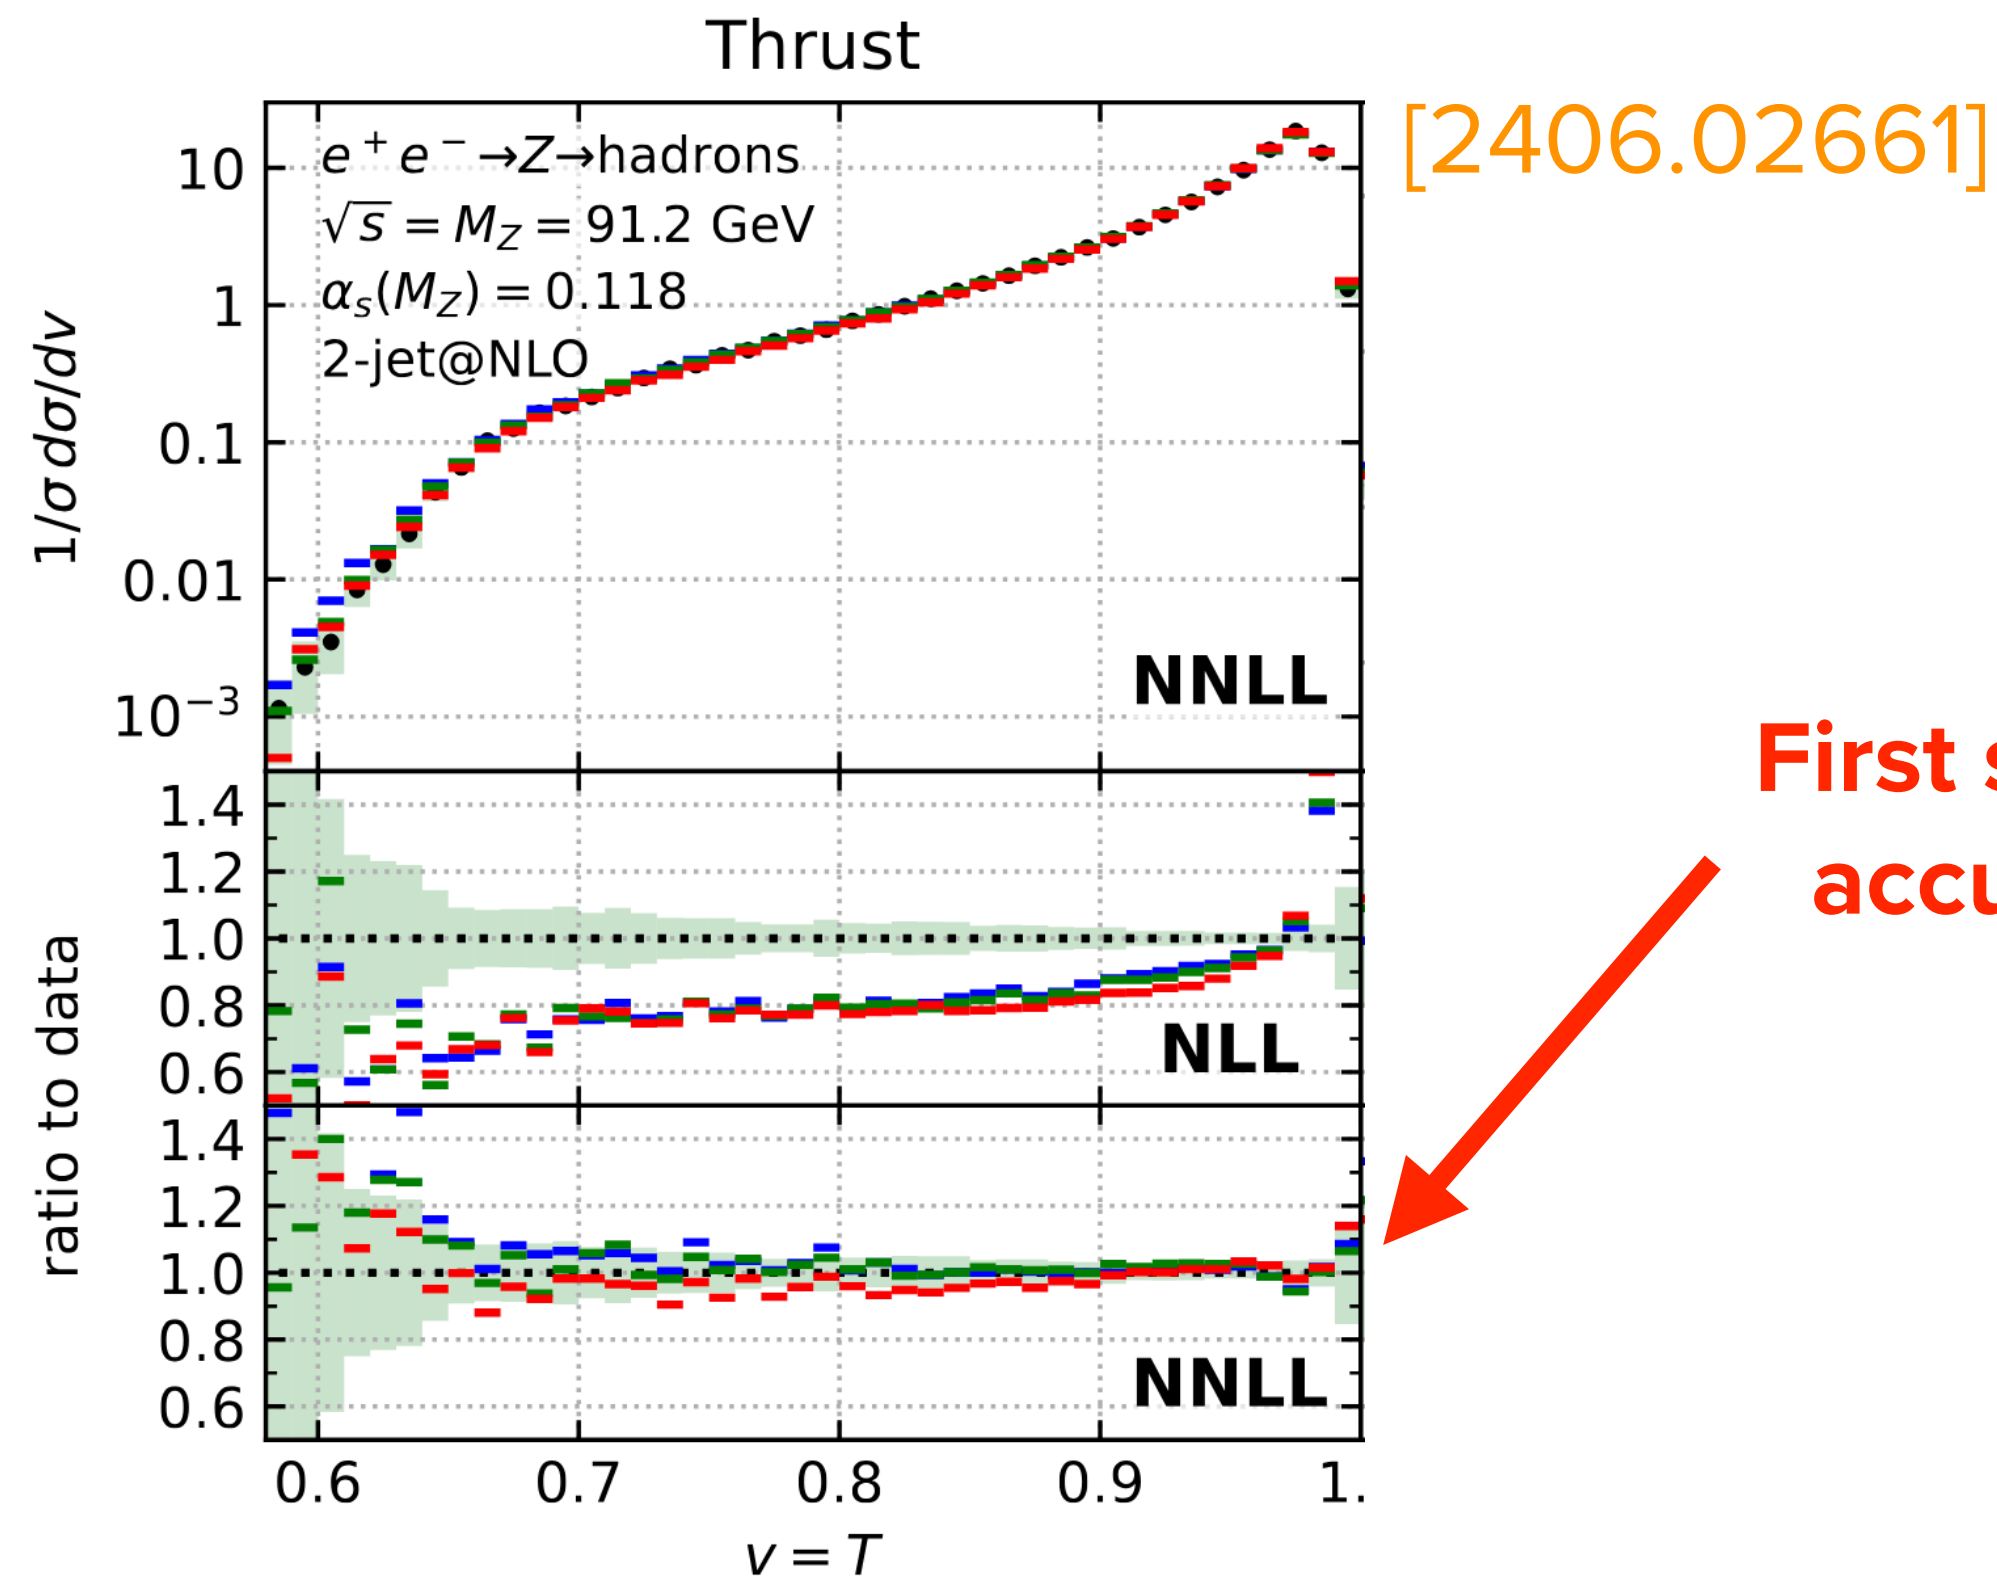 Thrust
[2406.02661]
e⁺e⁻→Z→hadrons
√s = M_Z = 91.2 GeV
α_s(M_Z) = 0.118
2-jet@NLO
10
1
0.1
0.01
10⁻³
1/σ dσ/dv
NNLL
First
accu
1.4
1.2
1.0
0.8
0.6
NLL
ratio to data
1.4
1.2
1.0
0.8
0.6
NNLL
0.6 0.7 0.8 0.9 1.
v = T